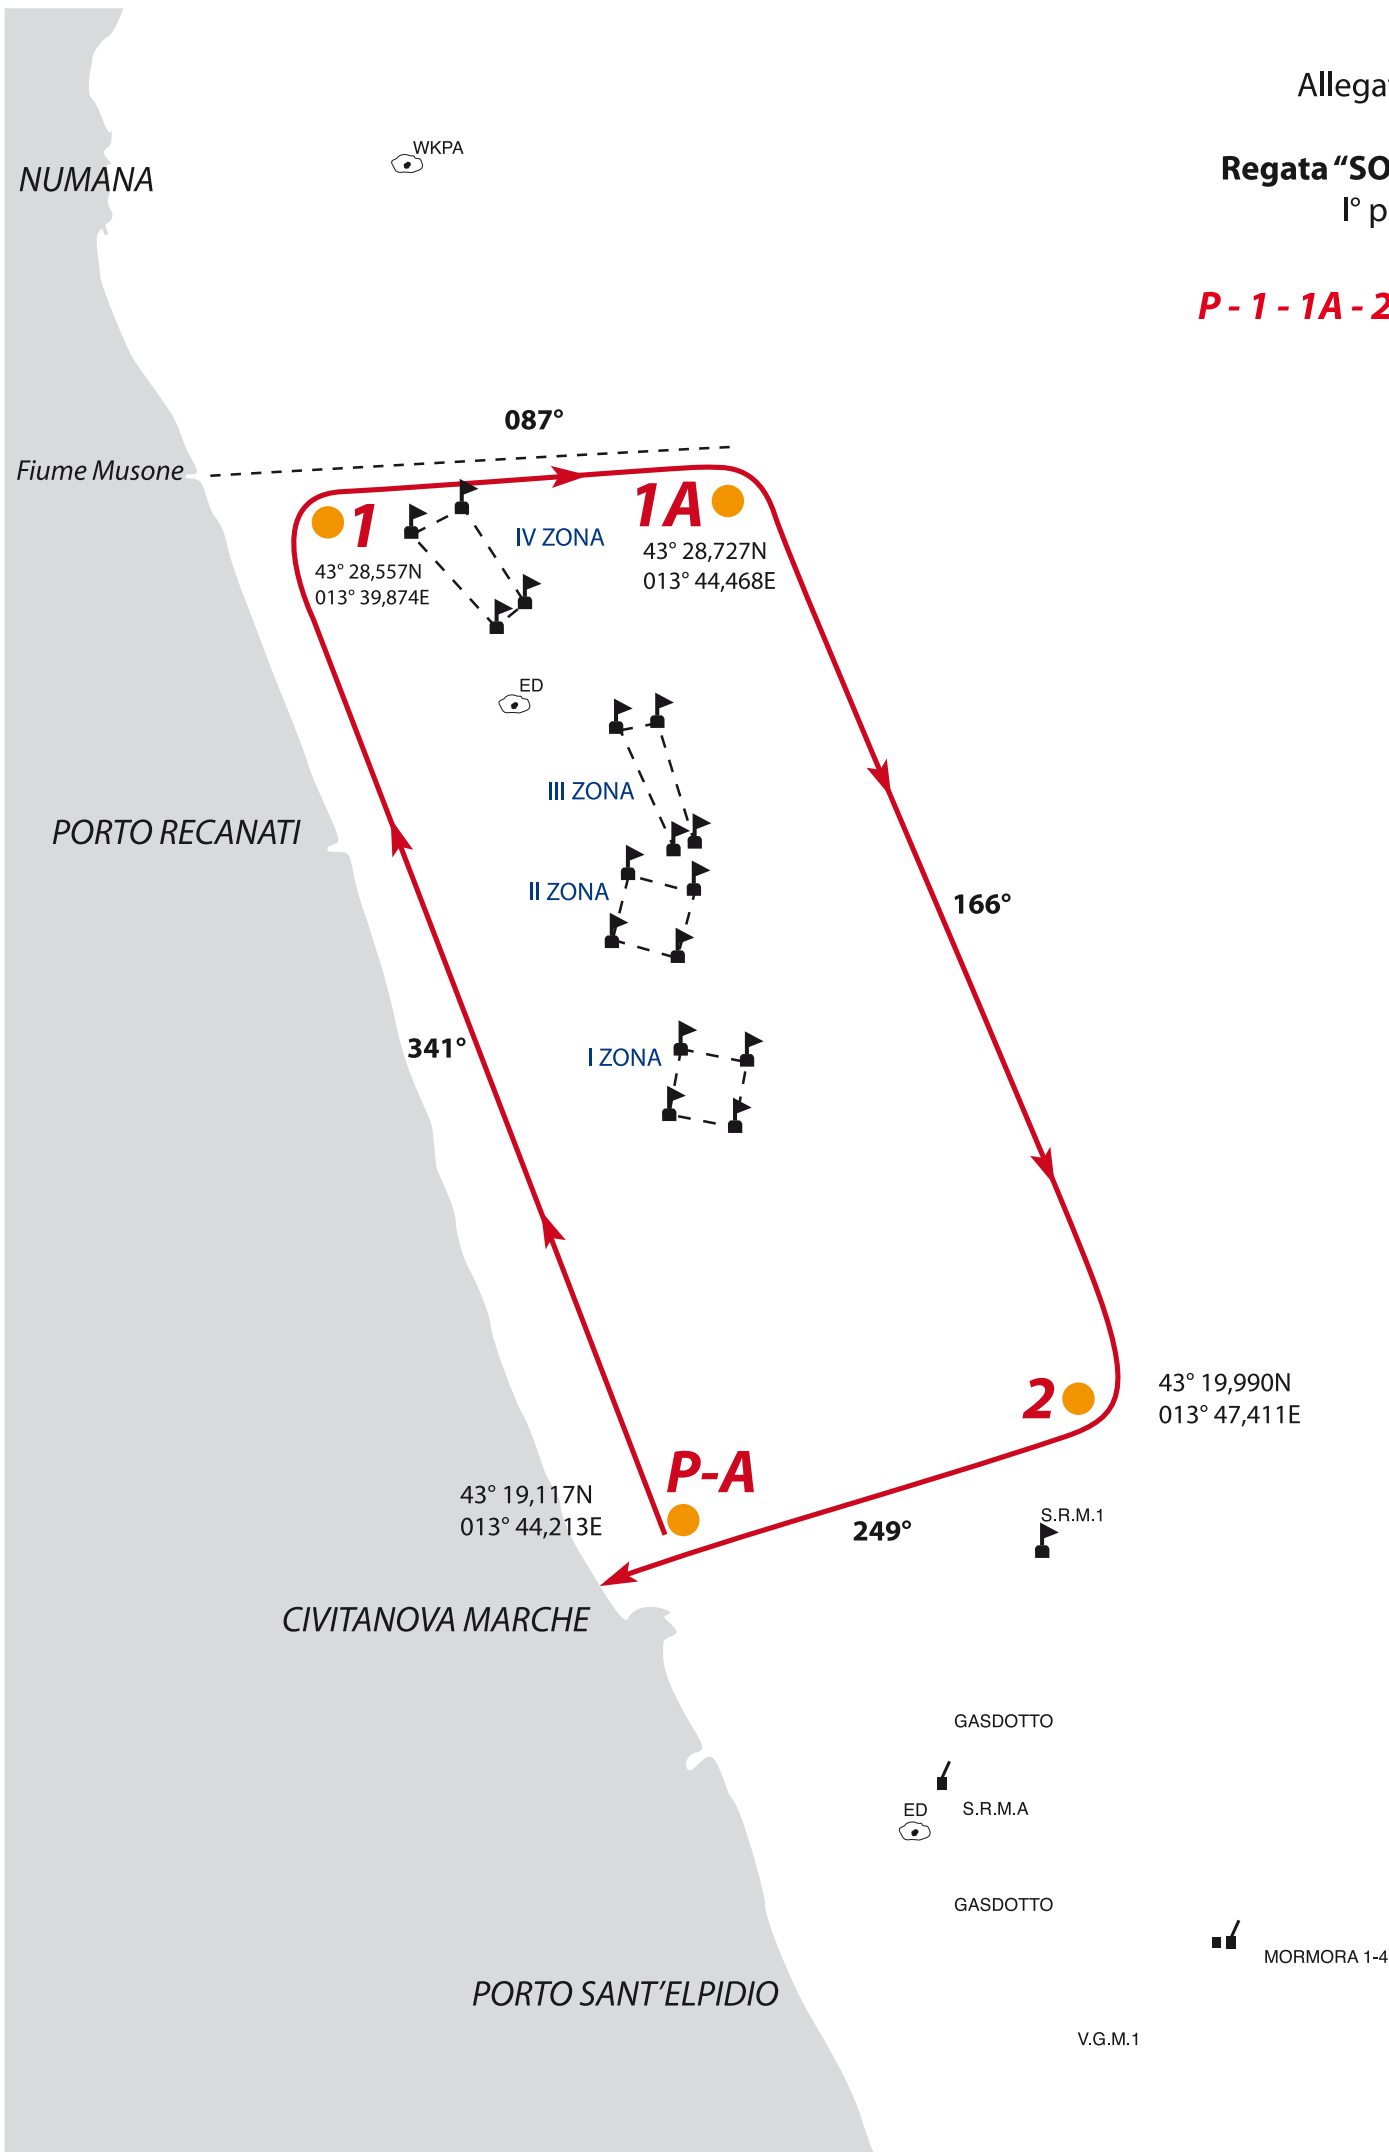 Allegat
WKPA
NUMANA
Regata “SO
I° p
P - 1 - 1A - 2
087°
Fiume Musone
1
1A
IV ZONA
43° 28,727N
013° 44,468E
43° 28,557N
013° 39,874E
ED
III ZONA
PORTO RECANATI
II ZONA
166°
341°
I ZONA
2
43° 19,990N
013° 47,411E
P-A
43° 19,117N
013° 44,213E
S.R.M.1
249°
CIVITANOVA MARCHE
GASDOTTO
ED
S.R.M.A
GASDOTTO
MORMORA 1-4
PORTO SANT’ELPIDIO
V.G.M.1